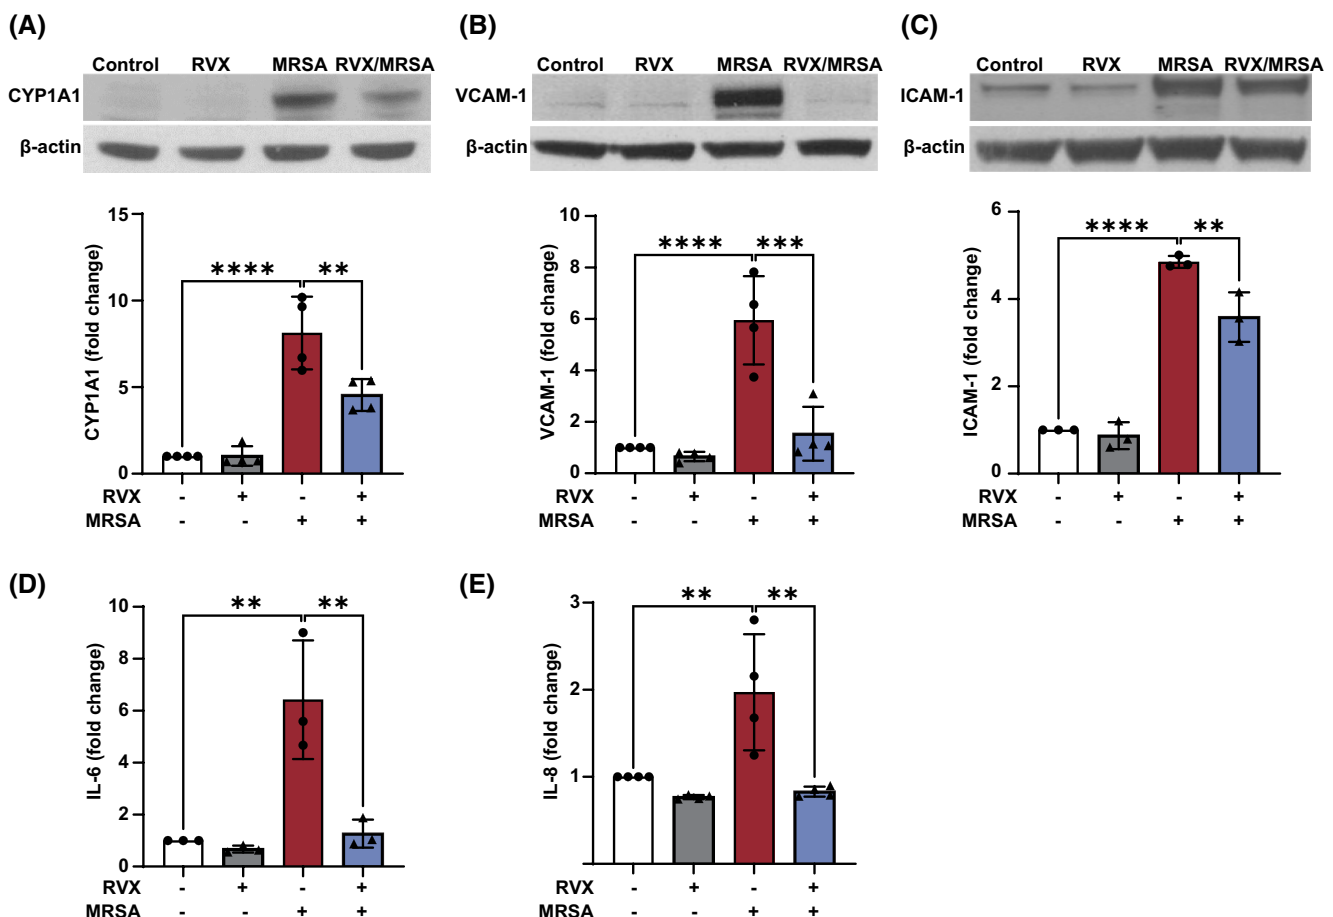 (A)
Control RVX MRSA RVX/MRSA
CYP1A1
β-actin
CYP1A1 (fold change)
15
10
5
0
**** **
RVX - + - +
MRSA - - + +
(B)
Control RVX MRSA RVX/MRSA
VCAM-1
β-actin
VCAM-1 (fold change)
10
8
6
4
2
0
**** ***
RVX - + - +
MRSA - - + +
(C)
Control RVX MRSA RVX/MRSA
ICAM-1
β-actin
ICAM-1 (fold change)
6
4
2
0
**** **
RVX - + - +
MRSA - - + +
(D)
IL-6 (fold change)
10
8
6
4
2
0
** **
RVX - + - +
MRSA - - + +
(E)
IL-8 (fold change)
3
2
1
** **
RVX - + - +
MRSA - - + +